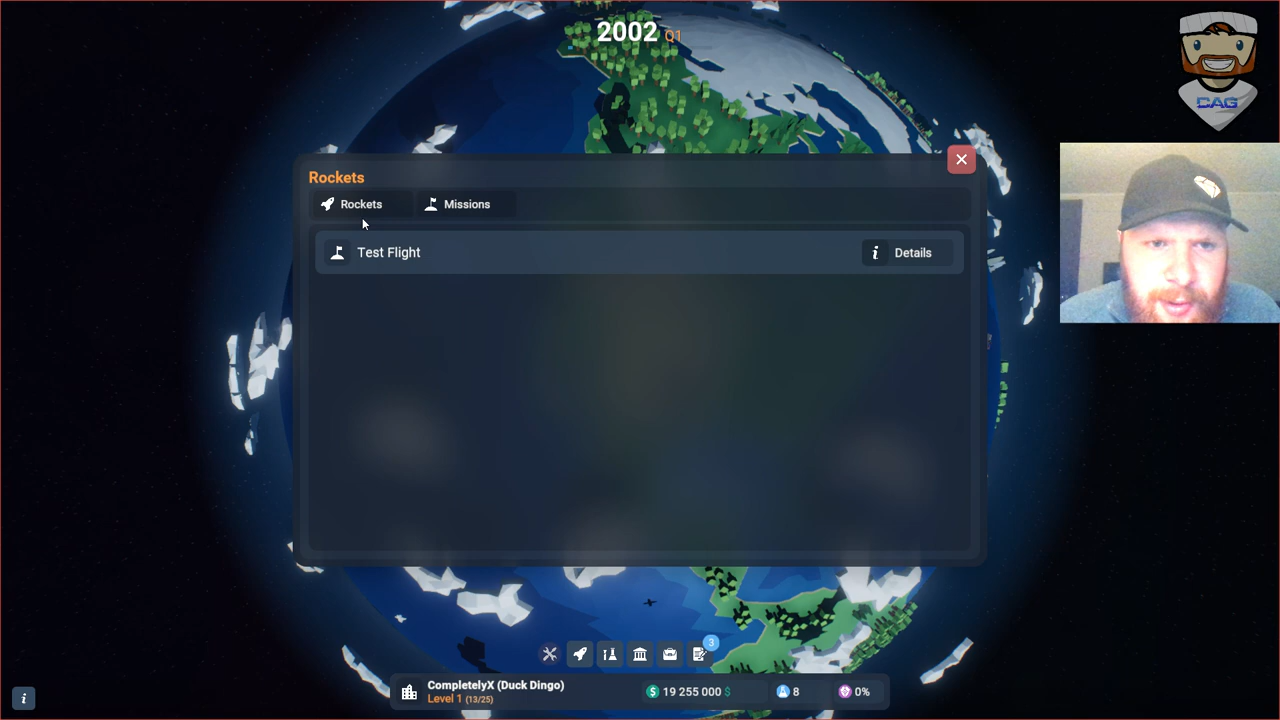 2002 Q1
CAG
Rockets
Rockets
Missions
Test Flight
i Details
3
CompletelyX (Duck Dingo)
Level 1 (13/25)
19 255 000 $
8
0%
i